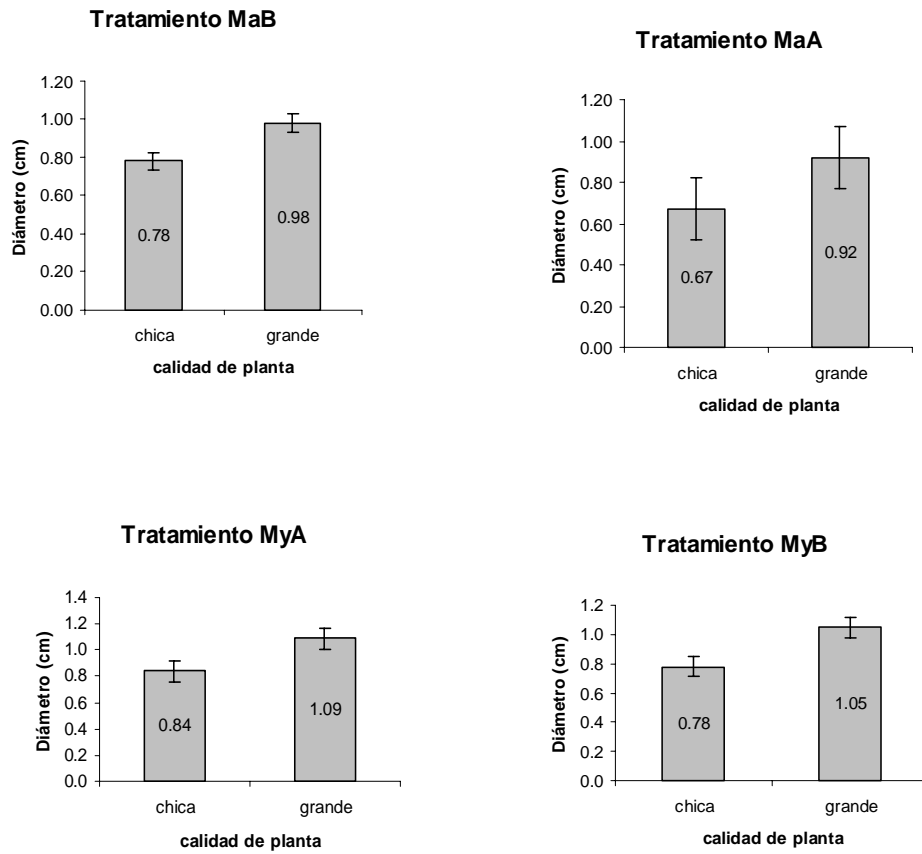 Tratamiento MaB
Diámetro (cm)
1.20
1.00
0.80
0.60
0.40
0.20
0.00
0.78
0.98
chica grande
calidad de planta
Tratamiento MaA
Diámetro (cm)
1.20
1.00
0.80
0.60
0.40
0.20
0.00
0.67
0.92
chica grande
calidad de planta
Tratamiento MyA
Diámetro (cm)
1.4
1.2
1.0
0.8
0.6
0.4
0.2
0.0
0.84
1.09
chica grande
calidad de planta
Tratamiento MyB
Diámetro (cm)
1.2
1.0
0.8
0.6
0.4
0.2
0.0
0.78
1.05
chica grande
calidad de planta